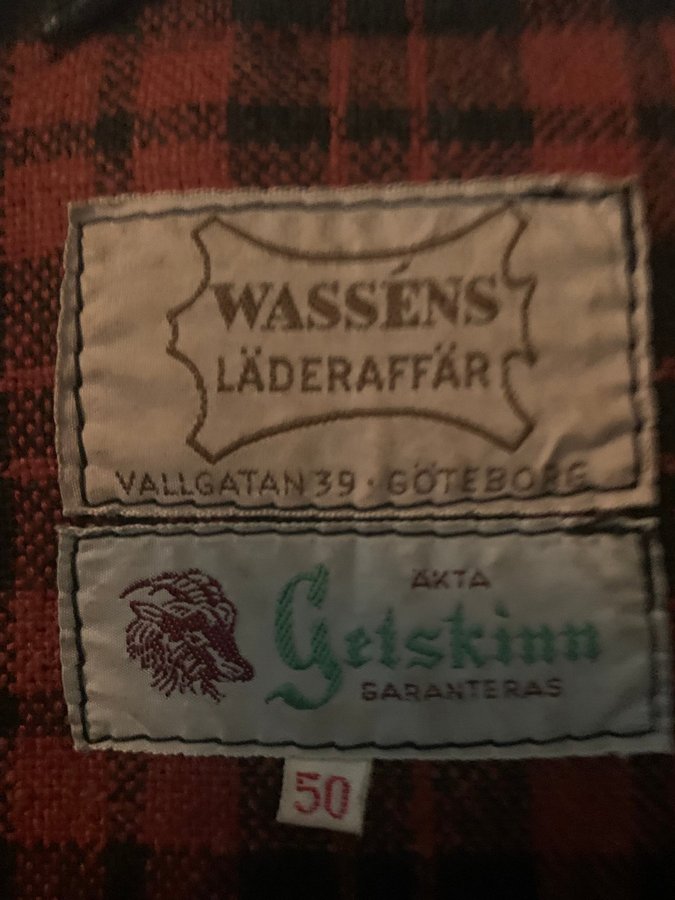 WASSÉNS
LÄDERAFFÄR
VALLGATAN 39 · GÖTEBORG
ÄKTA
Getskinn
GARANTERAS
50